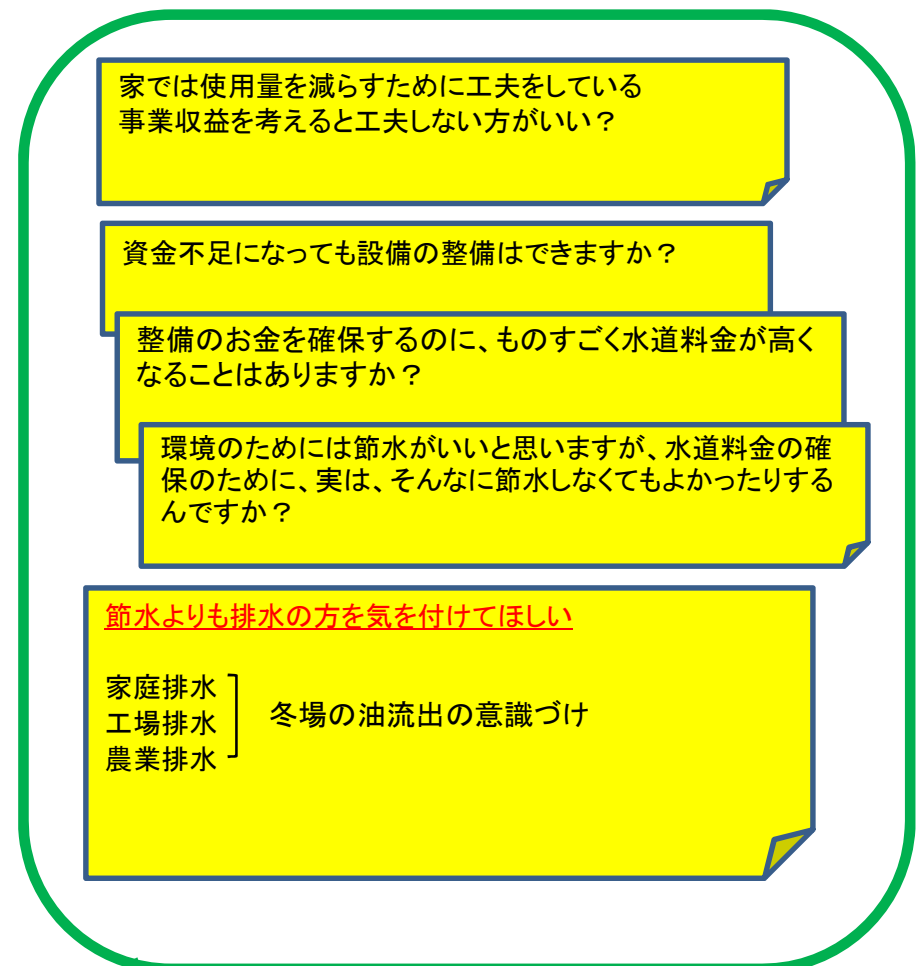 家では使用量を減らすために工夫をしている
事業収益を考えると工夫しない方がいい？
資金不足になっても設備の整備はできますか？
整備のお金を確保するのに、ものすごく水道料金が高く
なることはありますか？
環境のためには節水がいいと思いますが、水道料金の確
保のために、実は、そんなに節水しなくてもよかったりする
んですか？
節水よりも排水の方を気を付けてほしい
家庭排水
工場排水
農業排水
冬場の油流出の意識づけ